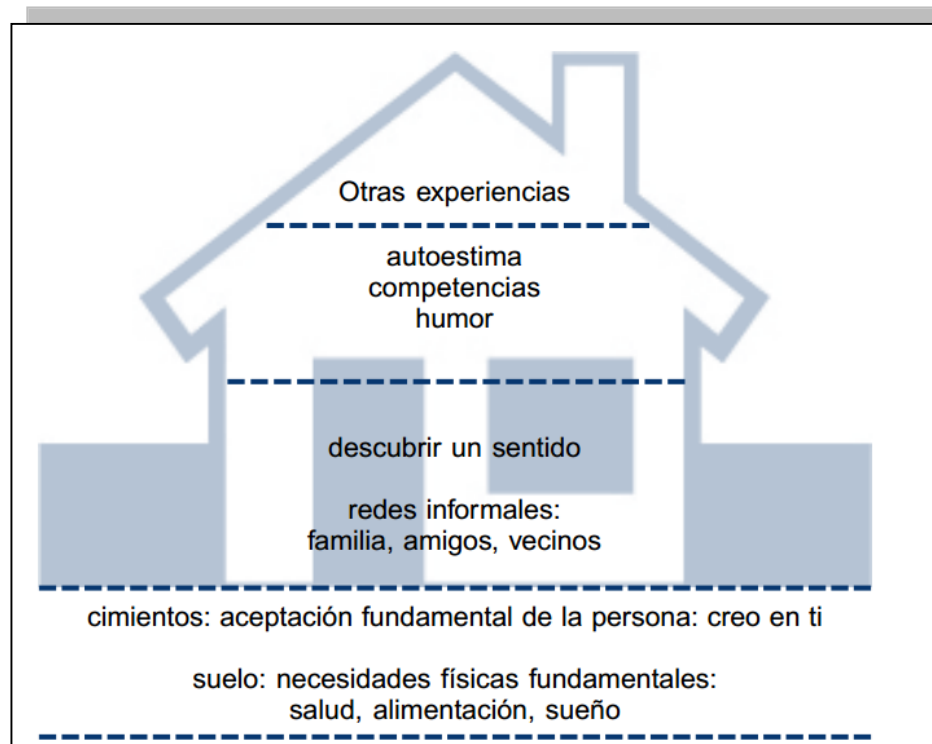 Otras experiencias
autoestima
competencias
humor
descubrir un sentido
redes informales:
familia, amigos, vecinos
cimientos: aceptación fundamental de la persona: creo en ti
suelo: necesidades físicas fundamentales:
salud, alimentación, sueño